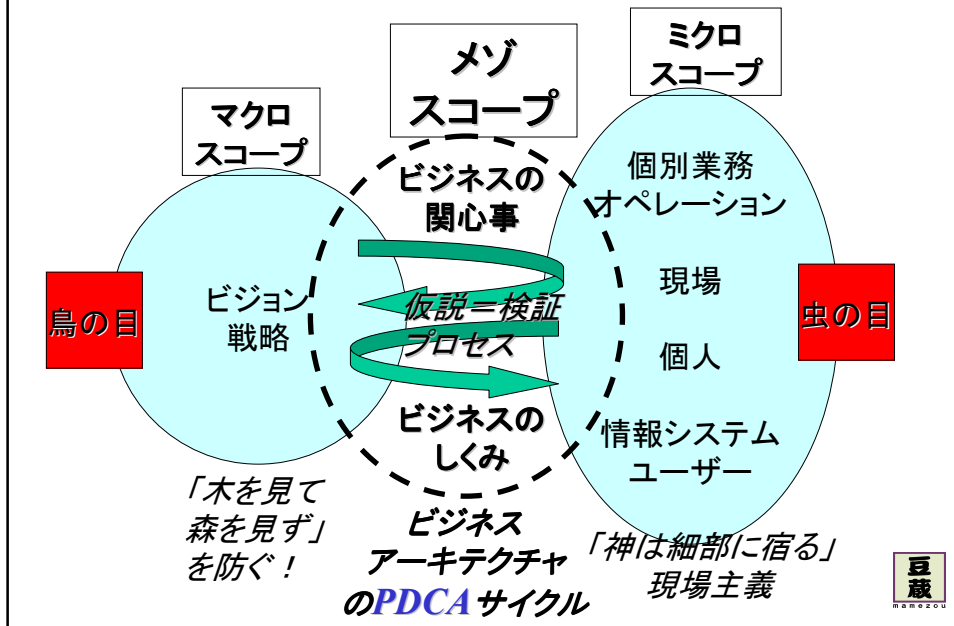 マクロ
スコープ
メゾ
スコープ
ミクロ
スコープ
鳥の目
ビジョン
戦略
ビジネスの
関心事
仮説＝検証
プロセス
ビジネスの
しくみ
個別業務
オペレーション
現場
個人
情報システム
ユーザー
虫の目
「木を見て
森を見ず」
を防ぐ！
ビジネス
アーキテクチャ
のPDCAサイクル
「神は細部に宿る」
現場主義
豆
蔵
mamezou